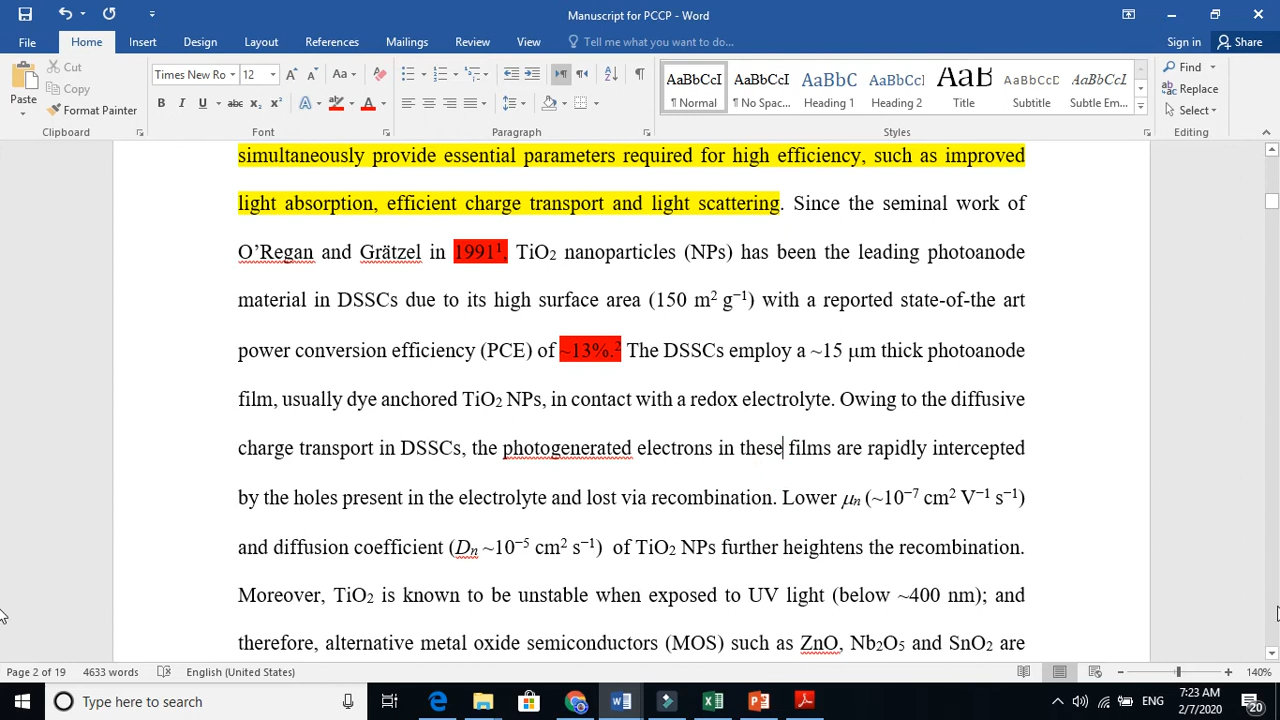 Manuscript for PCCP - Word
File Home Insert Design Layout References Mailings Review View Tell me what you want to do... Sign in Share
Paste Cut Copy Format Painter
Times New Ro 12 Aa
AaBbCcI AaBbCcI AaBbC AaBbCcI AaB AaBbCcI AaBbCcI
¶ Normal ¶ No Spac... Heading 1 Heading 2 Title Subtitle Subtle Em...
Find Replace Select
Clipboard Font Paragraph Styles Editing
simultaneously provide essential parameters required for high efficiency, such as improved
light absorption, efficient charge transport and light scattering. Since the seminal work of
O’Regan and Grätzel in 1991¹, TiO₂ nanoparticles (NPs) has been the leading photoanode
material in DSSCs due to its high surface area (150 m² g⁻¹) with a reported state-of-the art
power conversion efficiency (PCE) of ~13%.² The DSSCs employ a ~15 μm thick photoanode
film, usually dye anchored TiO₂ NPs, in contact with a redox electrolyte. Owing to the diffusive
charge transport in DSSCs, the photogenerated electrons in these films are rapidly intercepted
by the holes present in the electrolyte and lost via recombination. Lower μₙ (~10⁻⁷ cm² V⁻¹ s⁻¹)
and diffusion coefficient (Dₙ ~10⁻⁵ cm² s⁻¹) of TiO₂ NPs further heightens the recombination.
Moreover, TiO₂ is known to be unstable when exposed to UV light (below ~400 nm); and
therefore, alternative metal oxide semiconductors (MOS) such as ZnO, Nb₂O₅ and SnO₂ are
Page 2 of 19 4633 words English (United States) 140%
Type here to search ENG 7:23 AM
2/7/2020 20